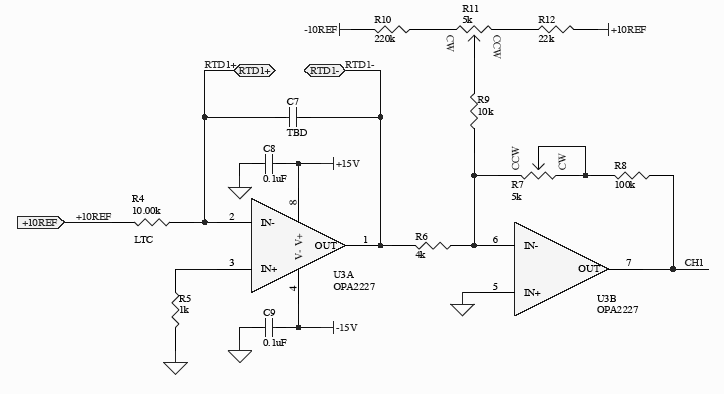 R11
5k
-10REF
R10
220k
R12
22k
+10REF
CW
CCW
RTD1+
RTD1+
RTD1-
RTD1-
C7
TBD
R9
10k
C8
0.1uF
+15V
CCW
CW
R7
5k
R8
100k
+10REF
+10REF
R4
10.00k
LTC
2
IN-
8
V- V+
OUT
1
R6
4k
6
IN-
3
IN+
4
U3A
OPA2227
OUT
7
CH1
5
IN+
U3B
OPA2227
R5
1k
C9
0.1uF
-15V